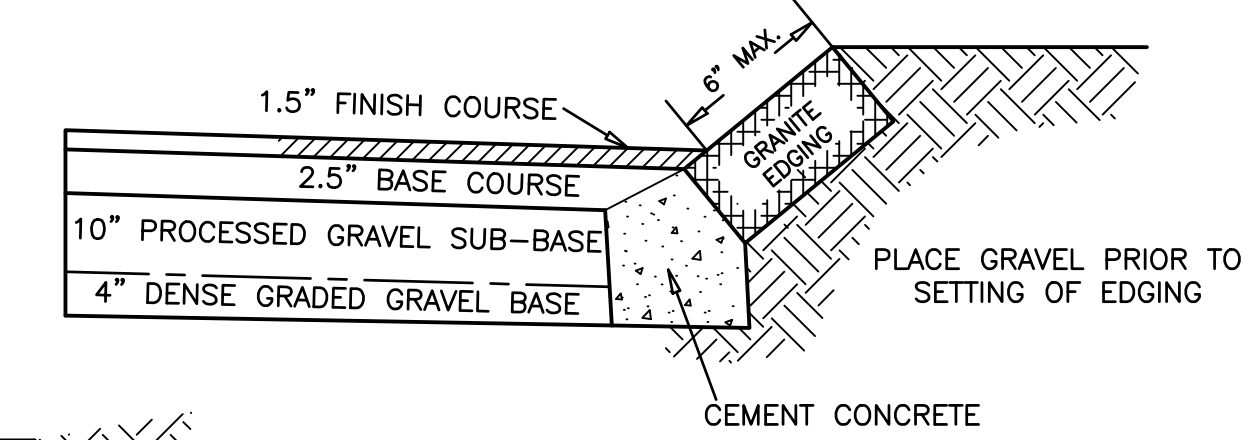 6” MAX.
1.5” FINISH COURSE
GRANITE
EDGING
2.5” BASE COURSE
10” PROCESSED GRAVEL SUB-BASE
4” DENSE GRADED GRAVEL BASE
PLACE GRAVEL PRIOR TO
SETTING OF EDGING
CEMENT CONCRETE